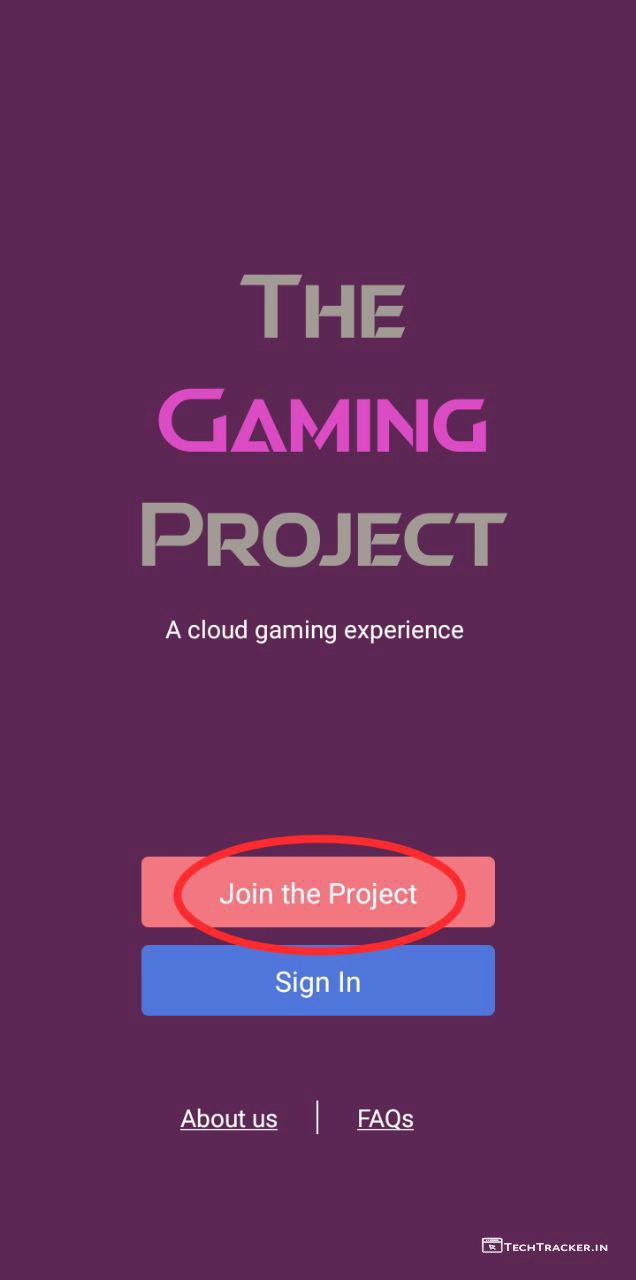 The
Gaming
Project
A cloud gaming experience
Join the Project
Sign In
About us | FAQs
TechTracker.in